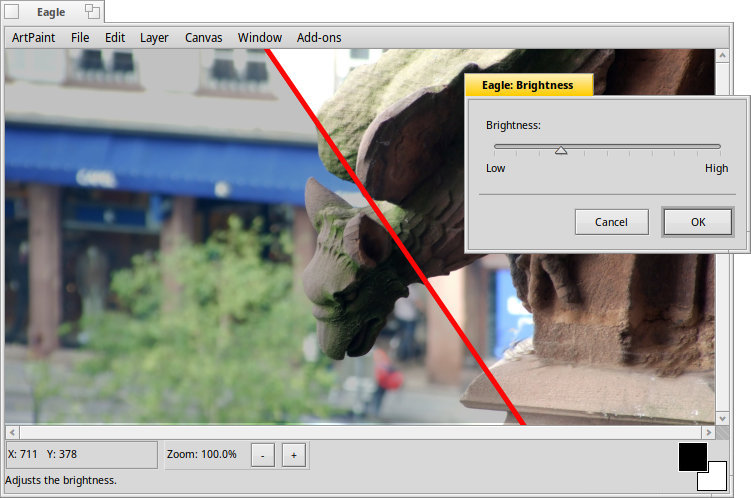 Eagle
ArtPaint File Edit Layer Canvas Window Add-ons
Eagle: Brightness
Brightness:
Low High
Cancel OK
X: 711 Y: 378 Zoom: 100.0% - +
Adjusts the brightness.